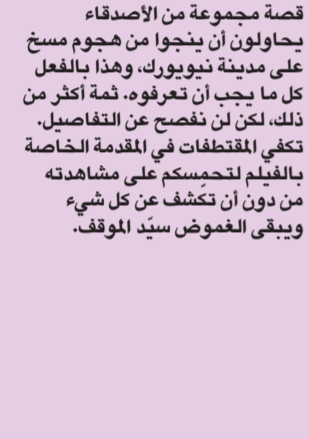 قصة مجموعة من الأصدقاء
يحاولون أن ينجوا من هجوم مسخ
على مدينة نيويورك، وهذا بالفعل
كل ما يجب أن تعرفوه. ثمة أكثر من
ذلك، لكن لن نفصح عن التفاصيل.
تكفي المقتطفات في المقدمة الخاصة
بالفيلم لتحمسكم على مشاهدته
من دون أن تكشف عن كل شيء
ويبقى الغموض سيّد الموقف.